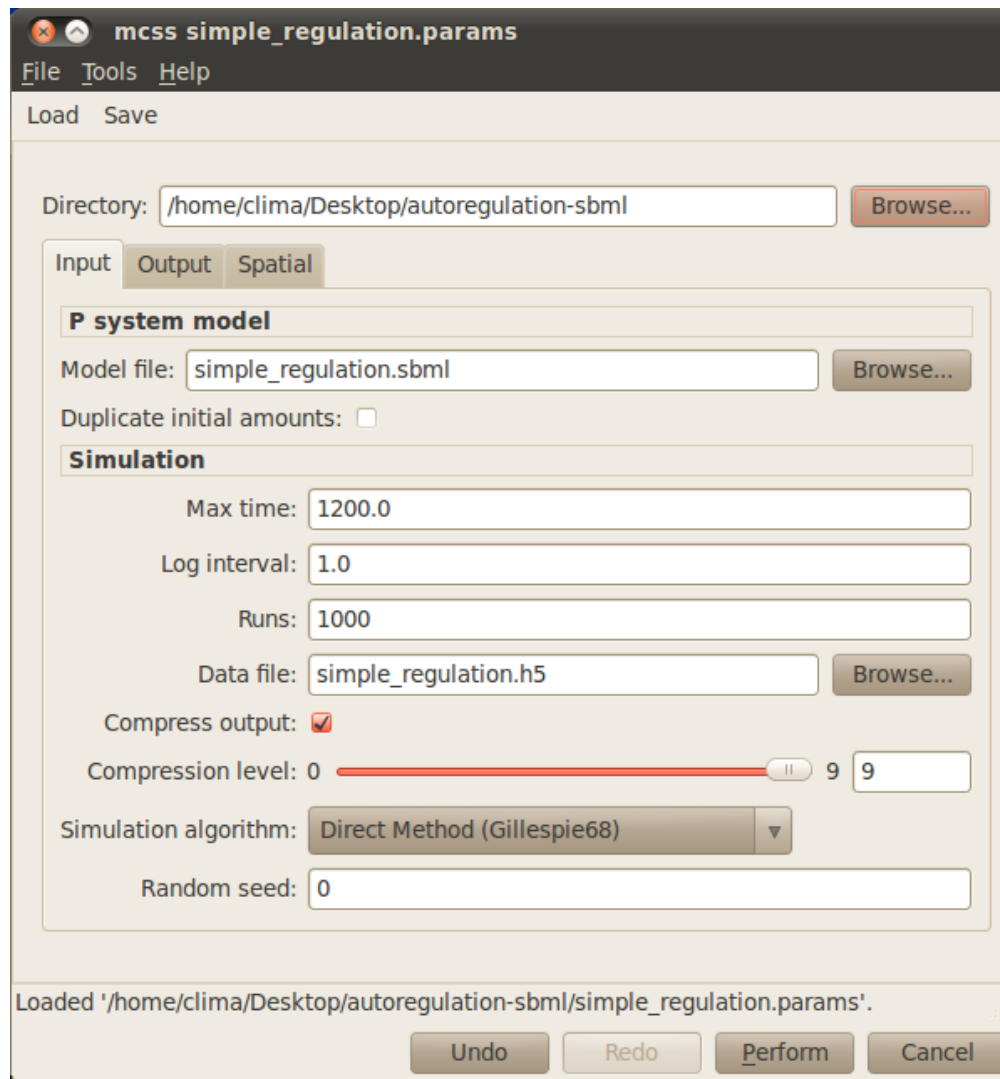 mcss simple_regulation.params
File Tools Help
Load Save
Directory: /home/clima/Desktop/autoregulation-sbml Browse...
Input Output Spatial
P system model
Model file: simple_regulation.sbml Browse...
Duplicate initial amounts:
Simulation
Max time: 1200.0
Log interval: 1.0
Runs: 1000
Data file: simple_regulation.h5 Browse...
Compress output:
Compression level: 0 9 9
Simulation algorithm: Direct Method (Gillespie68)
Random seed: 0
Loaded '/home/clima/Desktop/autoregulation-sbml/simple_regulation.params'.
Undo Redo Perform Cancel